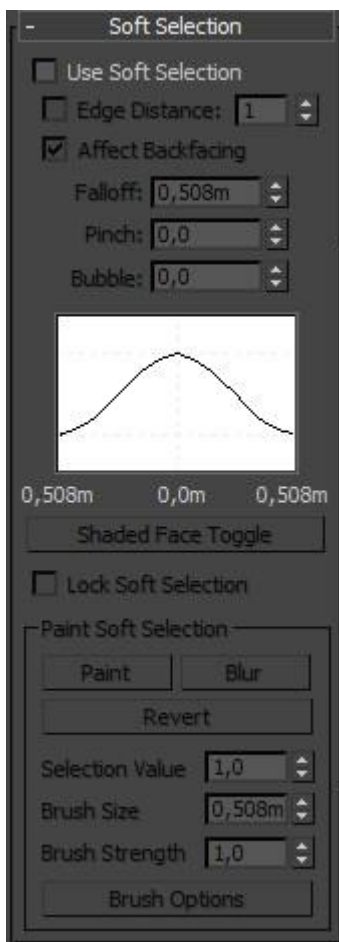 - Soft Selection
Use Soft Selection
Edge Distance: 1
Affect Backfacing
Falloff: 0,508m
Pinch: 0,0
Bubble: 0,0
0,508m 0,0m 0,508m
Shaded Face Toggle
Lock Soft Selection
Paint Soft Selection
Paint Blur
Revert
Selection Value 1,0
Brush Size 0,508m
Brush Strength 1,0
Brush Options